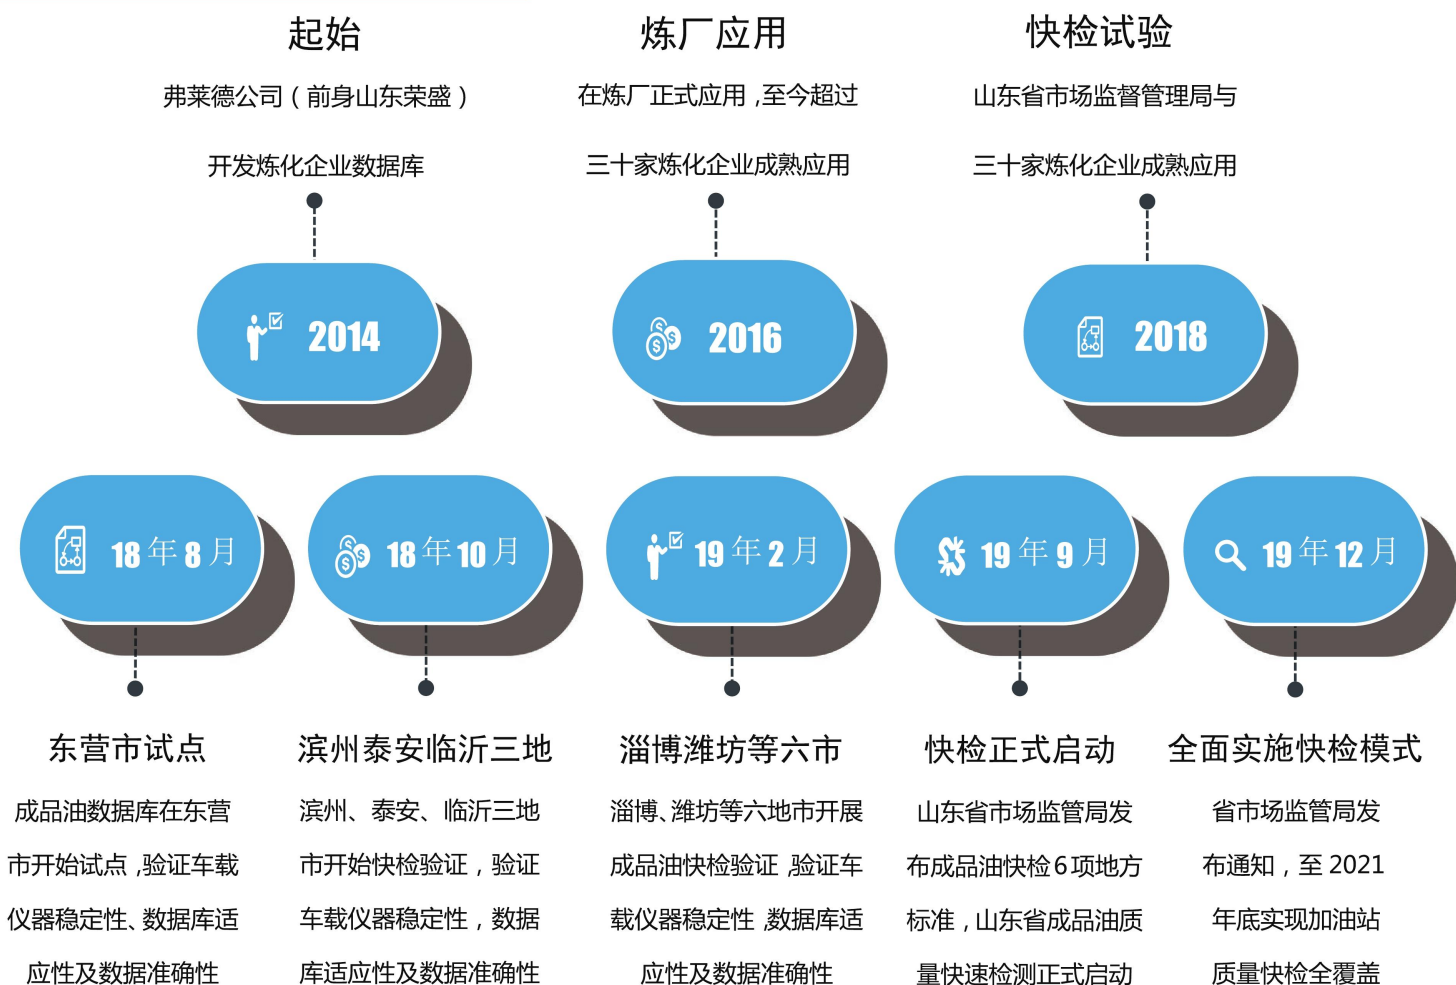 起始
弗莱德公司（前身山东荣盛）
开发炼化企业数据库
2014
炼厂应用
在炼厂正式应用,至今超过
三十家炼化企业成熟应用
2016
快检试验
山东省市场监督管理局与
三十家炼化企业成熟应用
2018
18年8月
东营市试点
成品油数据库在东营
市开始试点,验证车载
仪器稳定性、数据库适
应性及数据准确性
18年10月
滨州泰安临沂三地
滨州、泰安、临沂三地
市开始快检验证，验证
车载仪器稳定性，数据
库适应性及数据准确性
19年2月
淄博潍坊等六市
淄博、潍坊等六地市开展
成品油快检验证,验证车
载仪器稳定性,数据库适
应性及数据准确性
19年9月
快检正式启动
山东省市场监管局发
布成品油快检6项地方
标准，山东省成品油质
量快速检测正式启动
19年12月
全面实施快检模式
省市场监管局发
布通知，至2021
年底实现加油站
质量快检全覆盖